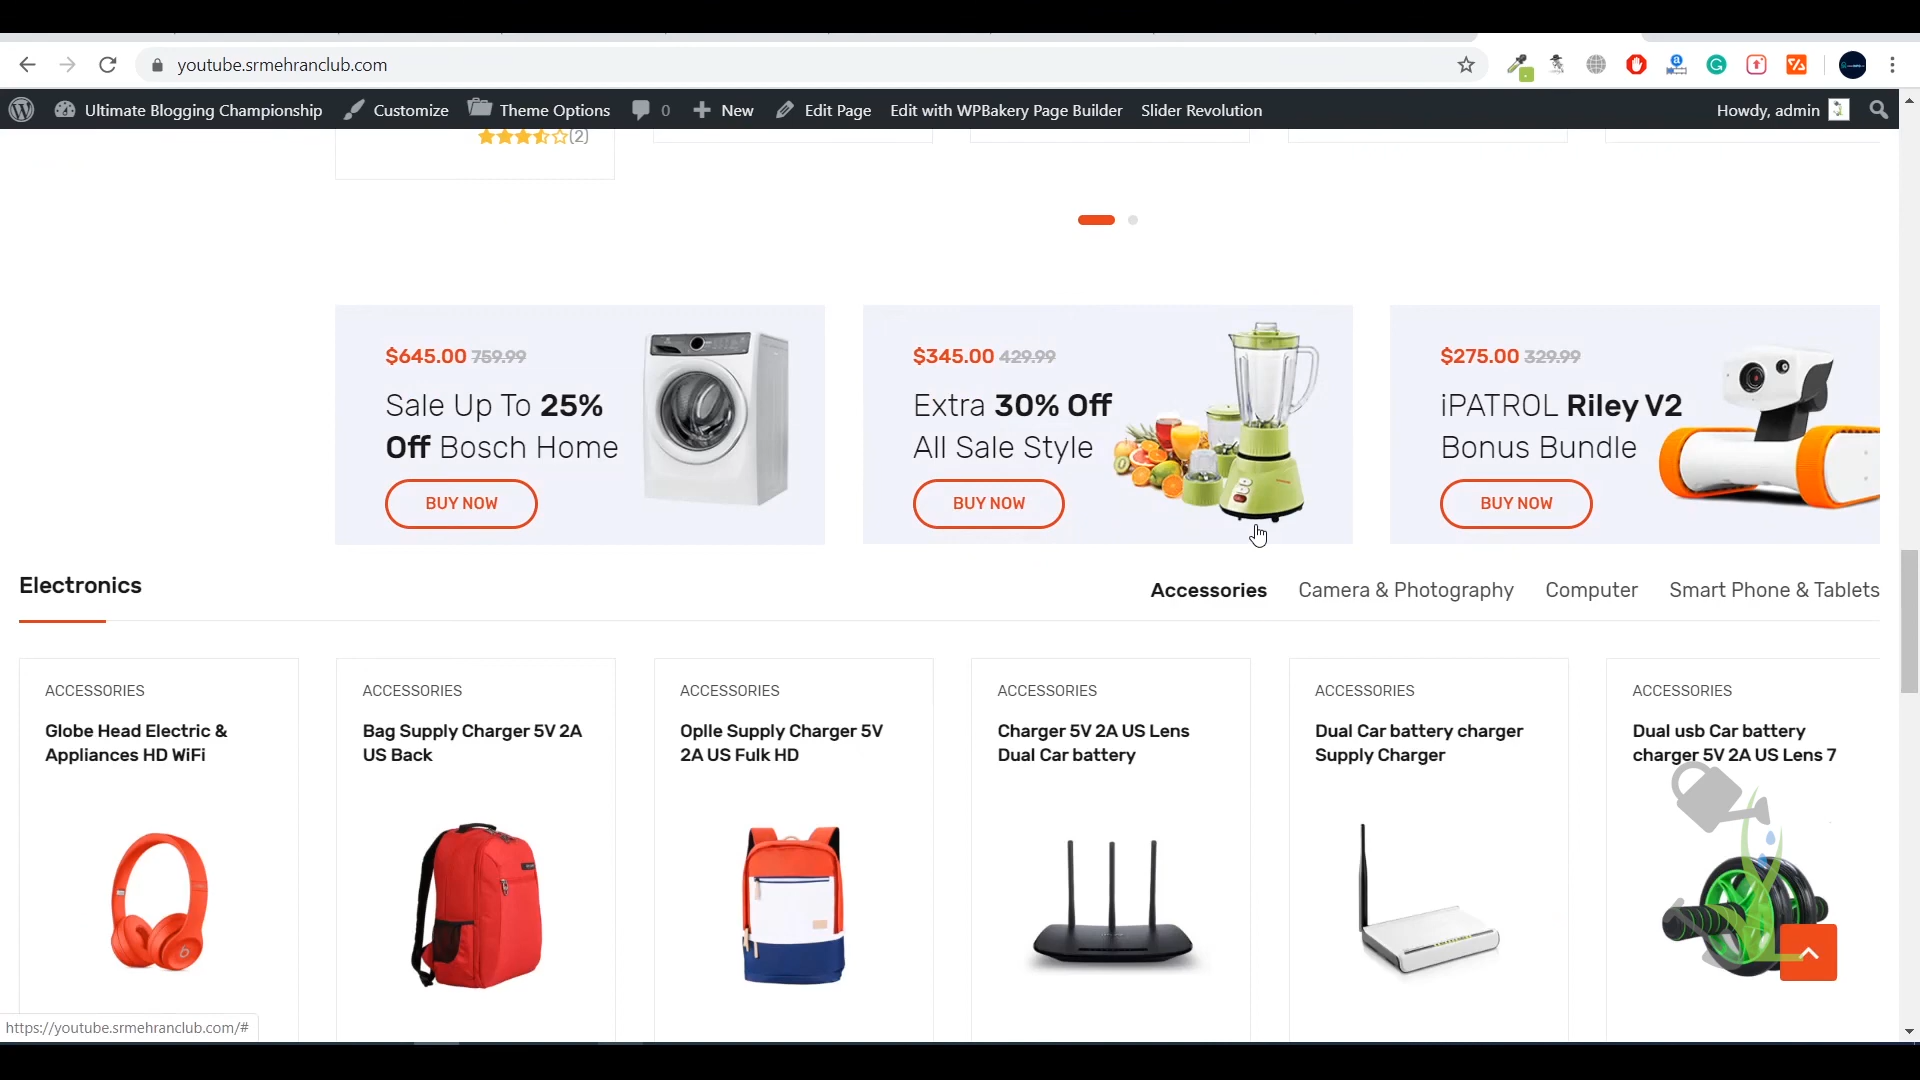 youtube.srmehranclub.com
Ultimate Blogging Championship Customize Theme Options 0 New Edit Page Edit with WPBakery Page Builder Slider Revolution Howdy, admin
(2)
$645.00 759.99
Sale Up To 25%
Off Bosch Home
BUY NOW
$345.00 429.99
Extra 30% Off
All Sale Style
BUY NOW
$275.00 329.99
iPATROL Riley V2
Bonus Bundle
BUY NOW
Electronics
Accessories Camera & Photography Computer Smart Phone & Tablets
ACCESSORIES
Globe Head Electric &
Appliances HD WiFi
ACCESSORIES
Bag Supply Charger 5V 2A
US Back
ACCESSORIES
Oplle Supply Charger 5V
2A US Fulk HD
ACCESSORIES
Charger 5V 2A US Lens
Dual Car battery
ACCESSORIES
Dual Car battery charger
Supply Charger
ACCESSORIES
Dual usb Car battery
charger 5V 2A US Lens 7
https://youtube.srmehranclub.com/#